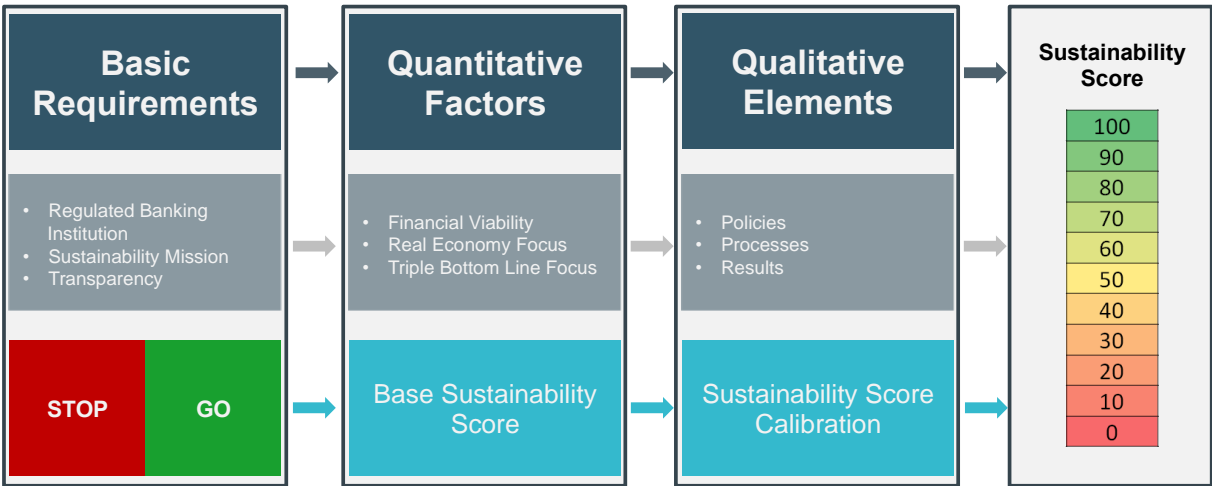 Basic
Requirements
• Regulated Banking
Institution
• Sustainability Mission
• Transparency
STOP
GO
Quantitative
Factors
• Financial Viability
• Real Economy Focus
• Triple Bottom Line Focus
Base Sustainability
Score
Qualitative
Elements
• Policies
• Processes
• Results
Sustainability Score
Calibration
Sustainability
Score
100
90
80
70
60
50
40
30
20
10
0